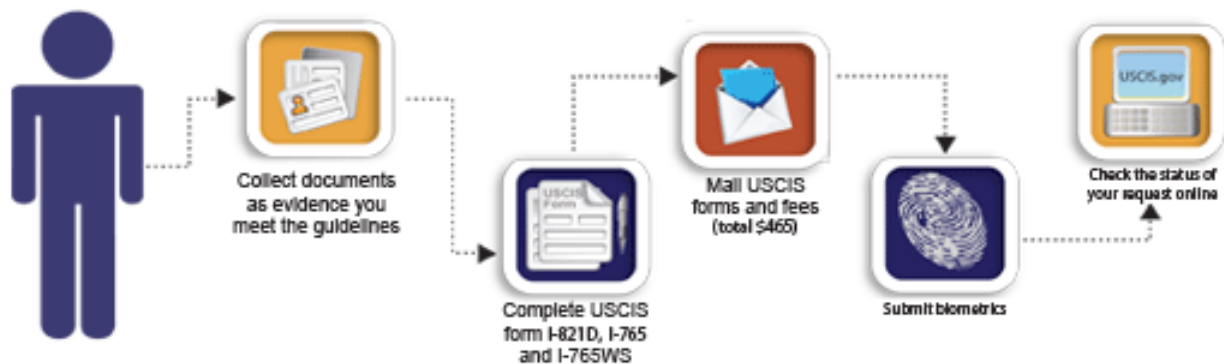 Collect documents
as evidence you
meet the guidelines
USCIS
Form
Complete USCIS
form I-821D, I-765
and I-765WS
Mail USCIS
forms and fees
(total $465)
Submit biometrics
USCIS.gov
Check the status of
your request online